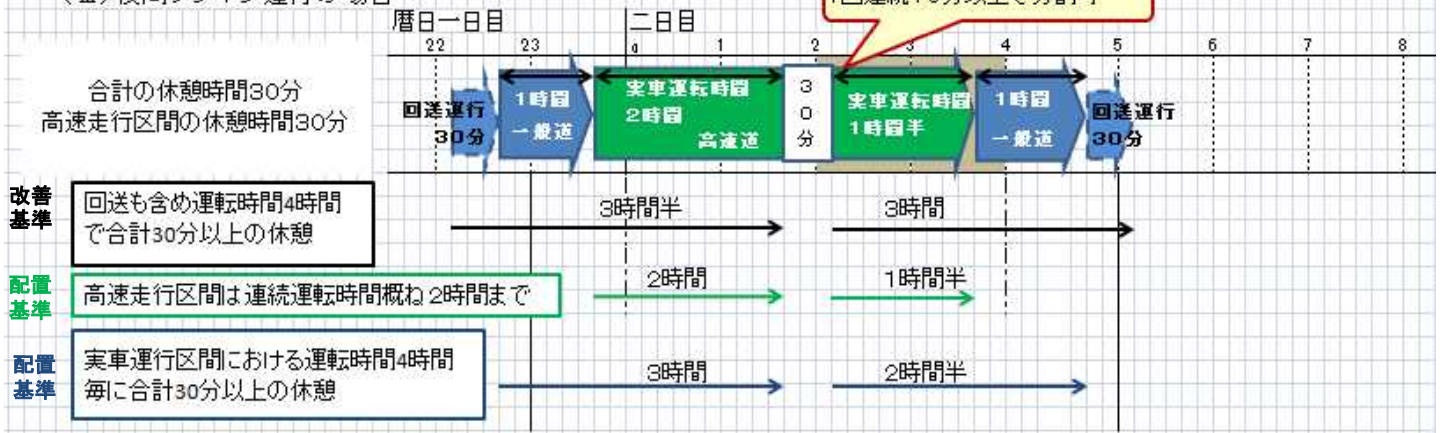 暦日一日目
二日目
22 23 0 1 2 3 4 5 6 7 8
合計の休憩時間30分
高速走行区間の休憩時間30分
回送運行
30分
1時間
一般道
実車運転時間
2時間
高速道
30分
実車運転時間
1時間半
1時間
一般道
回送運行
30分
改善
基準
回送も含め運転時間4時間
で合計30分以上の休憩
3時間半
3時間
配置
基準
高速走行区間は連続運転時間概ね2時間まで
2時間
1時間半
配置
基準
実車運行区間における運転時間4時間
毎に合計30分以上の休憩
3時間
2時間半